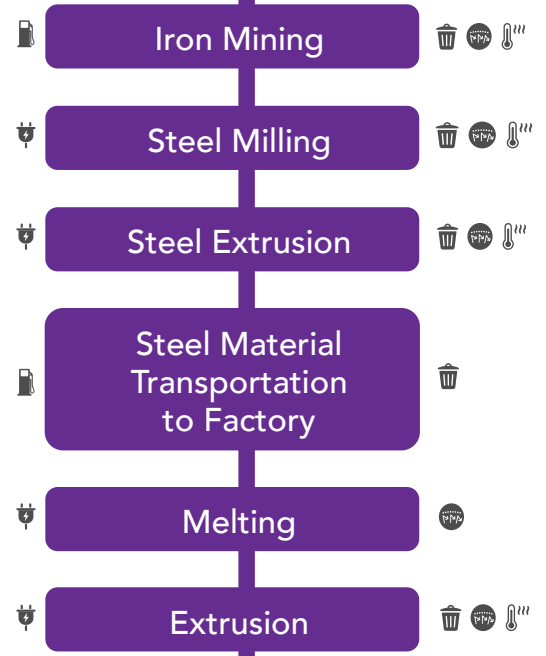 Iron Mining
Steel Milling
Steel Extrusion
Steel Material
Transportation
to Factory
Melting
Extrusion